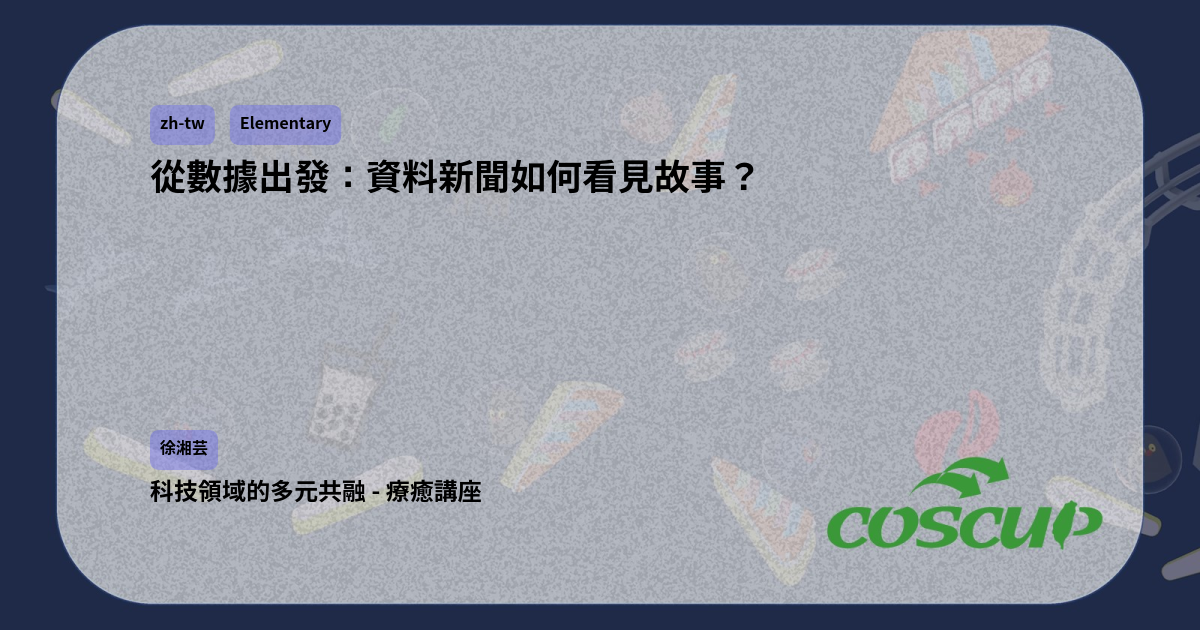 zh-tw Elementary
從數據出發：資料新聞如何看見故事？
徐湘芸
科技領域的多元共融 - 療癒講座
COSCUP